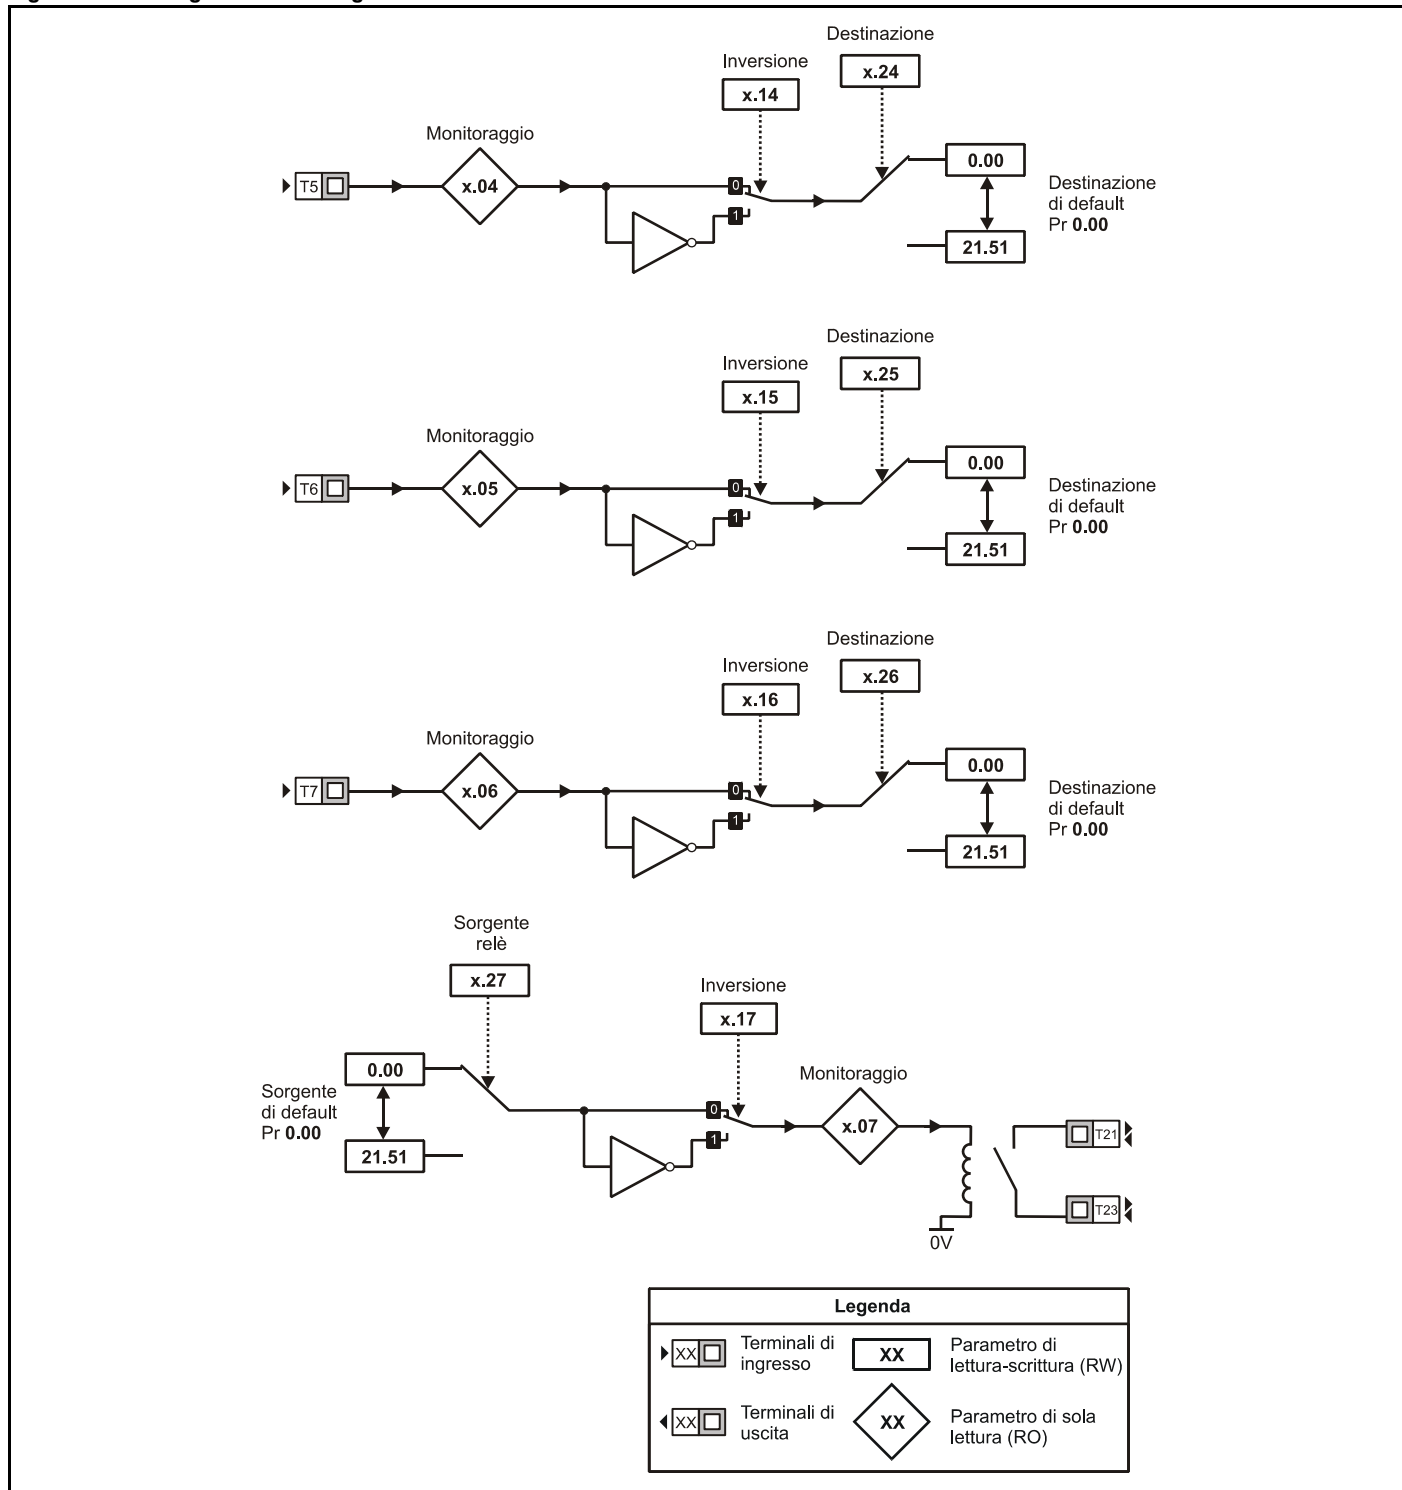 Destinazione
x.24
Inversione
x.14
Monitoraggio
T5
x.04
0
1
0.00
21.51
Destinazione
di default
Pr 0.00
Destinazione
x.25
Inversione
x.15
Monitoraggio
T6
x.05
0
1
0.00
21.51
Destinazione
di default
Pr 0.00
Destinazione
x.26
Inversione
x.16
Monitoraggio
T7
x.06
0
1
0.00
21.51
Destinazione
di default
Pr 0.00
Sorgente
relè
x.27
Inversione
x.17
Sorgente
di default
Pr 0.00
0.00
21.51
0
1
Monitoraggio
x.07
0V
T21
T23
Legenda
XX
Terminali di
ingresso
XX
Parametro di
lettura-scrittura (RW)
XX
Terminali di
uscita
XX
Parametro di sola
lettura (RO)